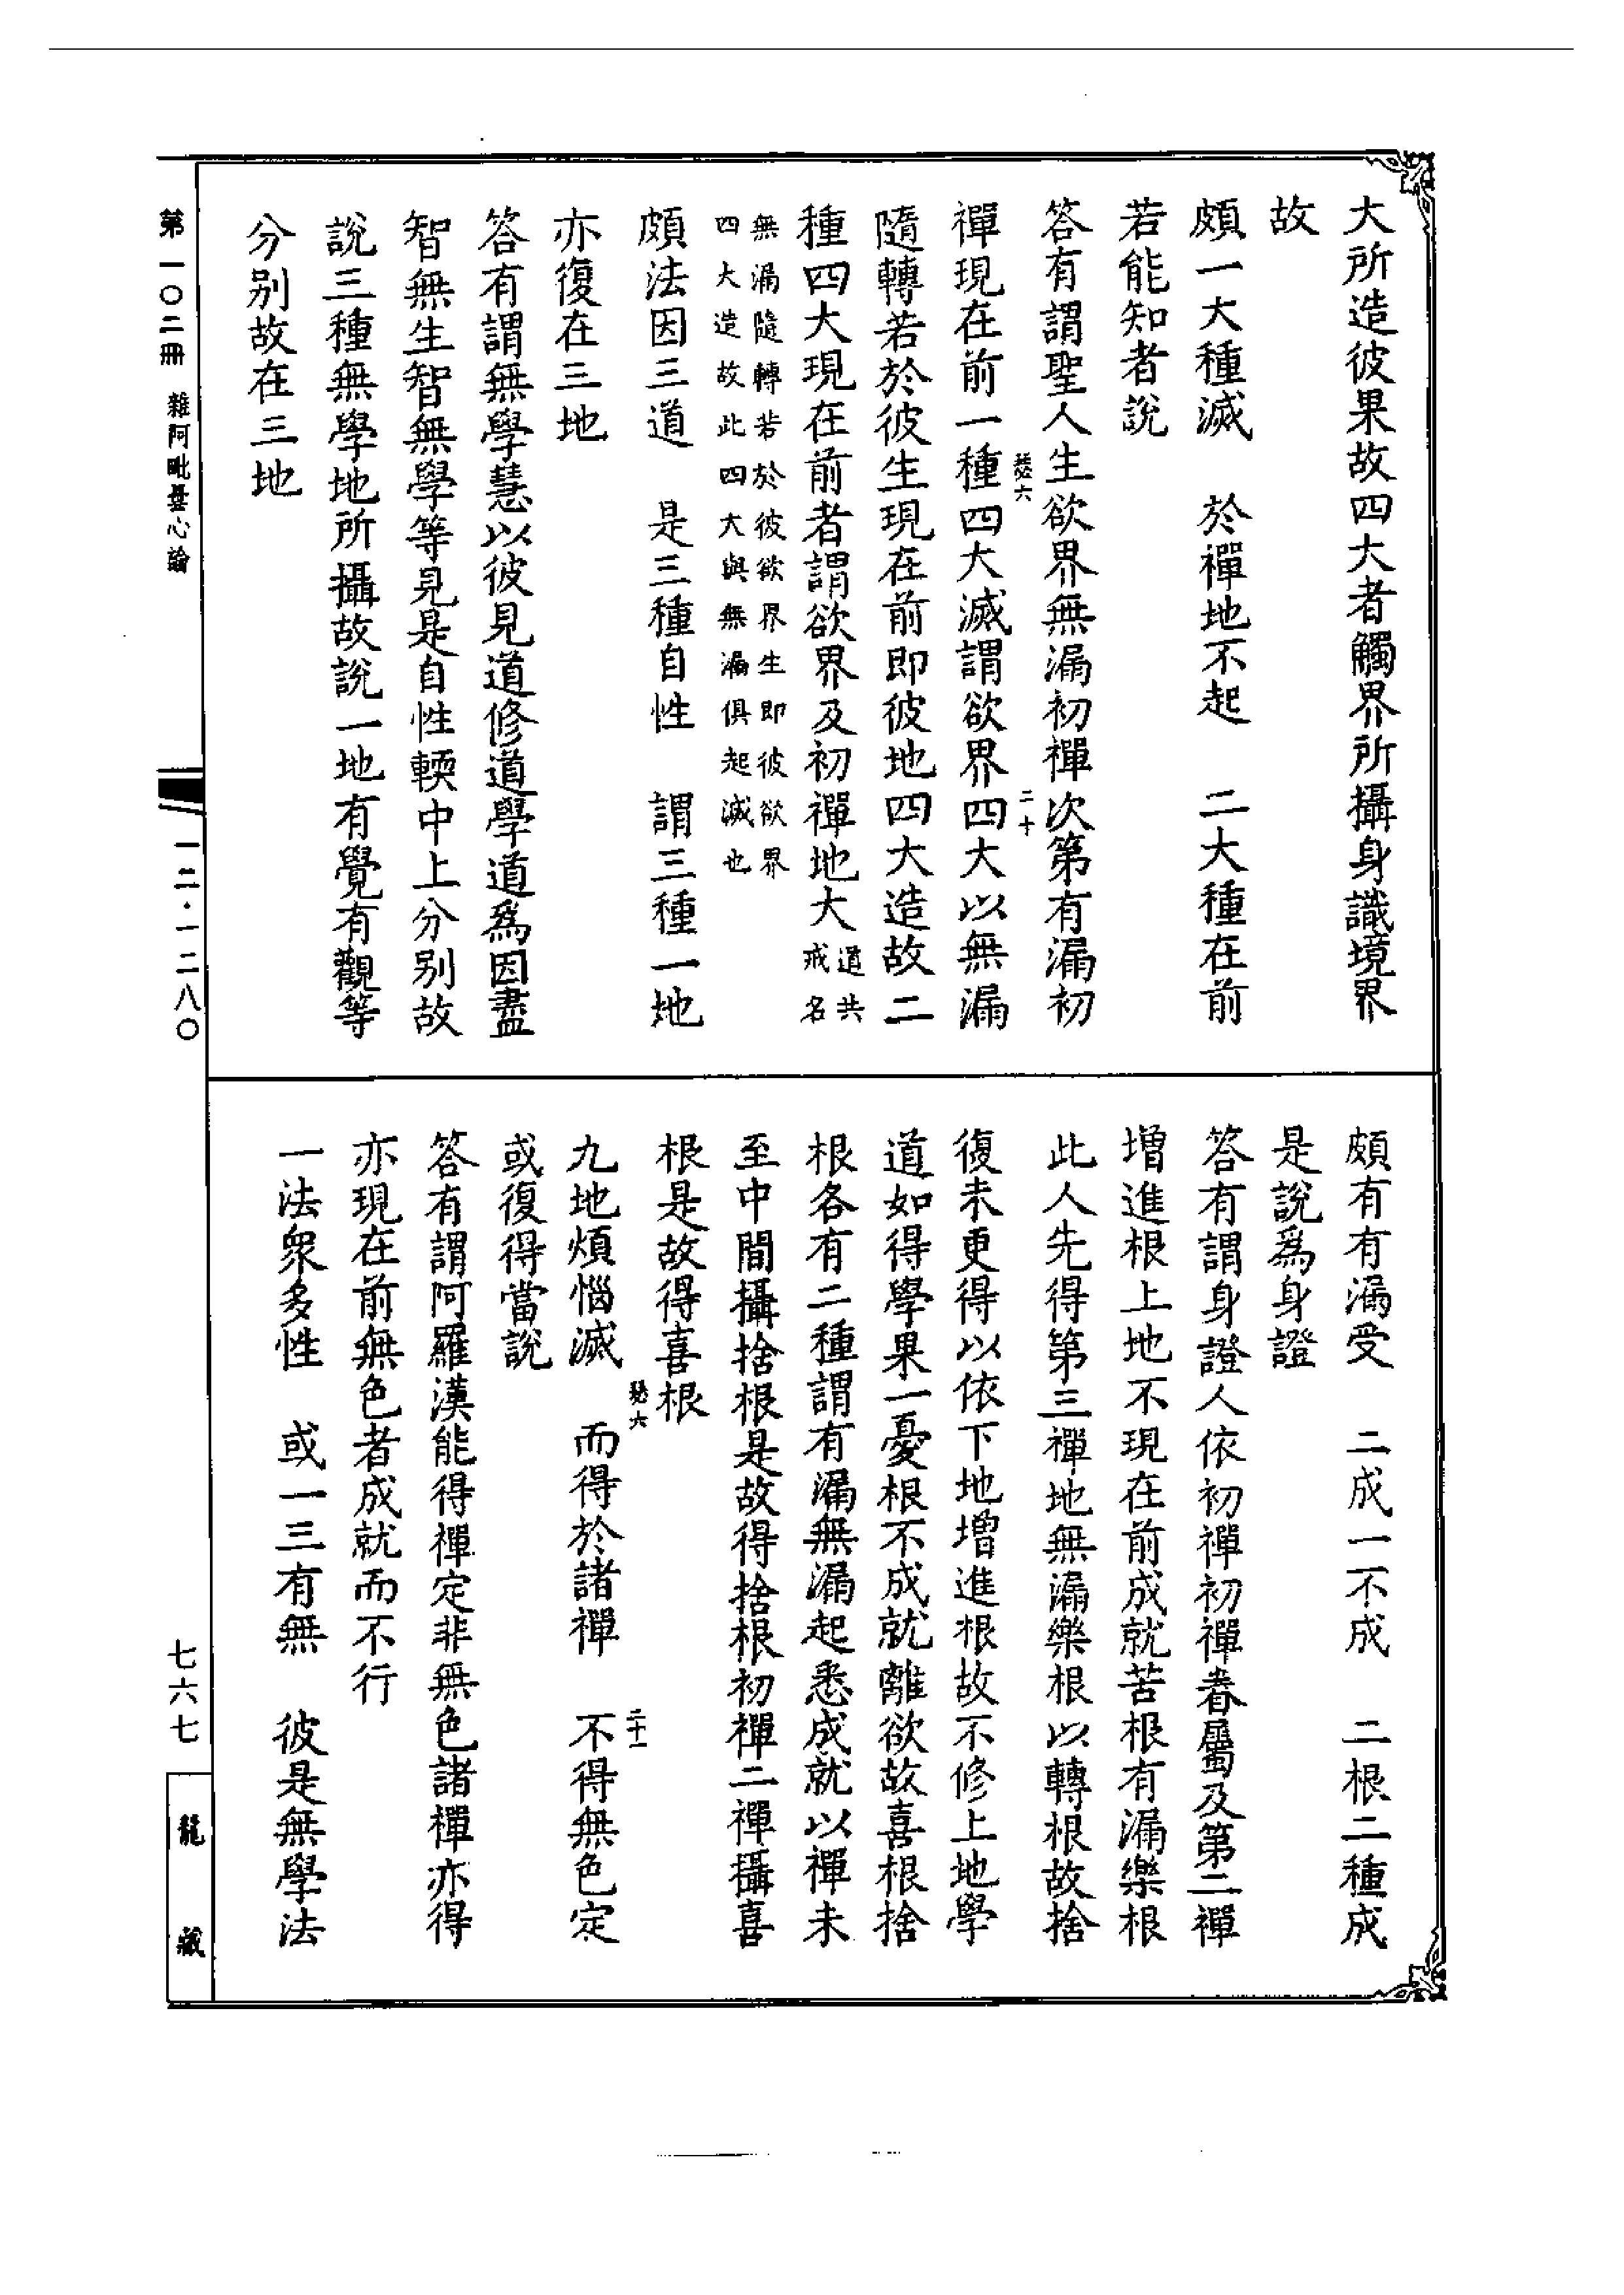 大所造彼果故四大者觸界所攝身識境界
故
頗一大種滅　於禪地不起　二大種在前
若能知者說
答有謂聖人生欲界無漏初禪次第有漏初
禪現在前一種四大滅謂欲界四大以無漏
隨轉若於彼生現在前即彼地四大造故二
種四大現在前者謂欲界及初禪地大道共戒名
無漏隨轉若於彼欲界生即彼欲界
四大造故此四大與無漏俱起滅也
頗法因三道　是三種自性　謂三種一地
亦復在三地
答有謂無學慧以彼見道修道學道為因盡
智無生智無學等見是自性輭中上分別故
說三種無學地所攝故說一地有覺有觀等
分別故在三地
瑟六
二十
頗有有漏受　二成一不成　二根二種成
是說為身證
答有謂身證人依初禪初禪眷屬及第二禪
增進根上地不現在前成就苦根有漏樂根
此人先得第三禪地無漏樂根以轉根故捨
復未更得以依下地增進根故不修上地學
道如得學果一憂根不成就離欲故喜根捨
根各有二種謂有漏無漏起悉成就以禪未
至中間攝捨根是故得捨根初禪二禪攝喜
根是故得喜根
九地煩惱滅　而得於諸禪　不得無色定
或復得當說
答有謂阿羅漢能得禪定非無色諸禪亦得
亦現在前無色者成就而不行
一法眾多性　或一三有無　彼是無學法
瑟六
二十一
第一〇二冊　雜阿毗曇心論
一二·一二八〇
七六七
龍藏